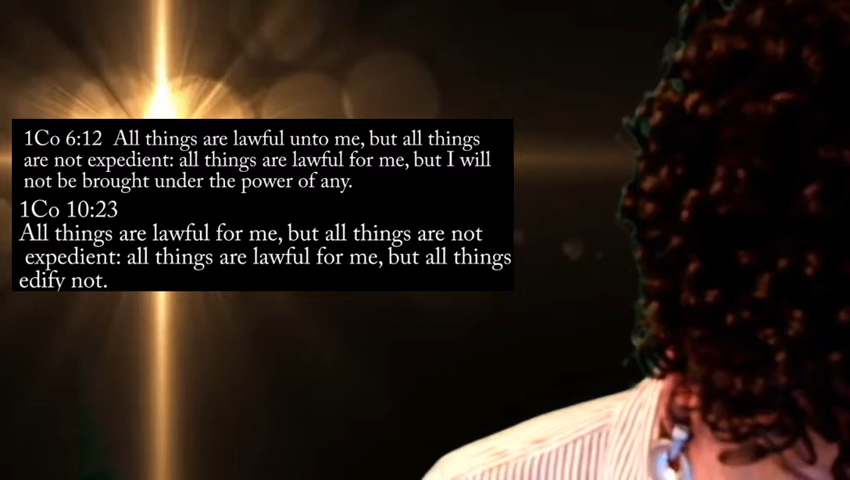 1Co 6:12 All things are lawful unto me, but all things
are not expedient: all things are lawful for me, but I will
not be brought under the power of any.
1Co 10:23
All things are lawful for me, but all things are not
expedient: all things are lawful for me, but all things
edify not.